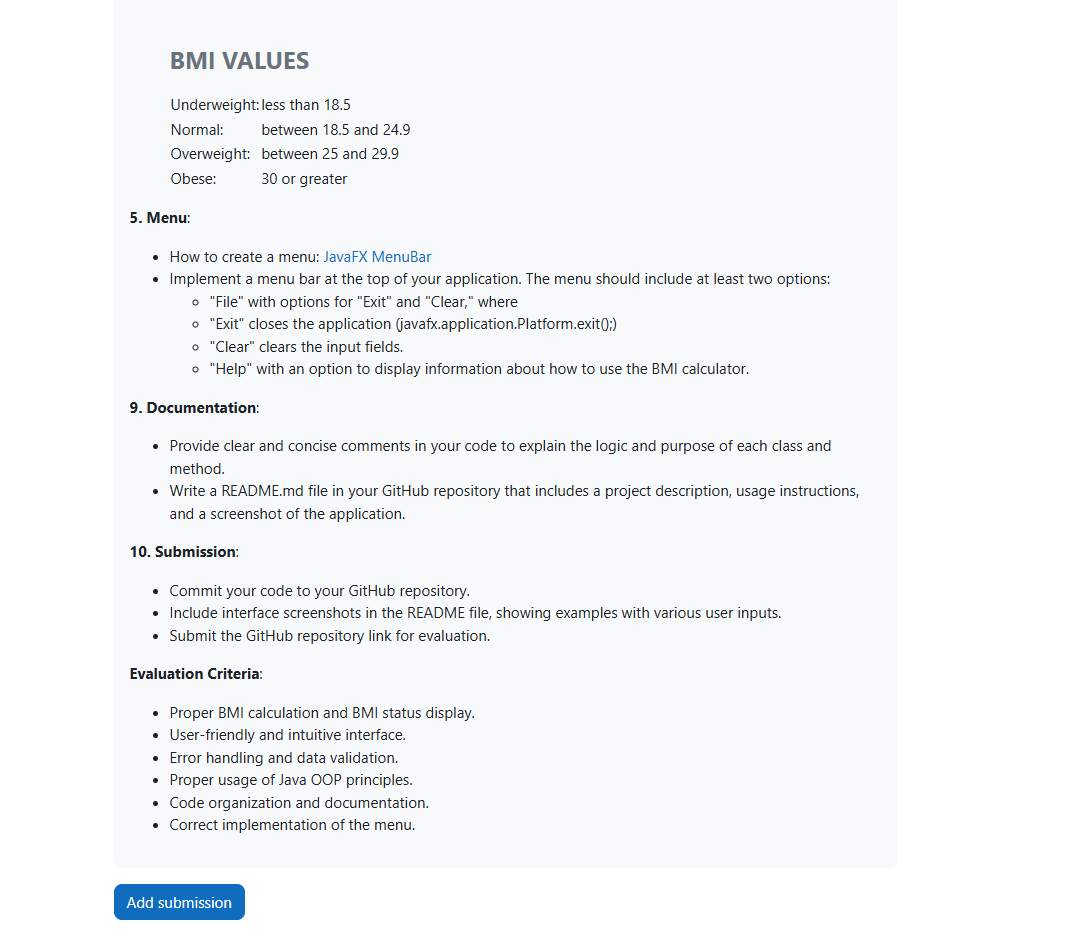 BMI VALUES
Underweight: less than 18.5
Normal: between 18.5 and 24.9
Overweight: between 25 and 29.9
Obese: 30 or greater
5. Menu:
How to create a menu: JavaFX MenuBar
Implement a menu bar at the top of your application. The menu should include at least two options:
"File" with options for "Exit" and "Clear," where
"Exit" closes the application (javafx.application.Platform.exit();)
"Clear" clears the input fields.
"Help" with an option to display information about how to use the BMI calculator.
9. Documentation:
Provide clear and concise comments in your code to explain the logic and purpose of each class and
method.
Write a README.md file in your GitHub repository that includes a project description, usage instructions,
and a screenshot of the application.
10. Submission:
Commit your code to your GitHub repository.
Include interface screenshots in the README file, showing examples with various user inputs.
Submit the GitHub repository link for evaluation.
Evaluation Criteria:
Proper BMI calculation and BMI status display.
User-friendly and intuitive interface.
Error handling and data validation.
Proper usage of Java OOP principles.
Code organization and documentation.
Correct implementation of the menu.
Add submission